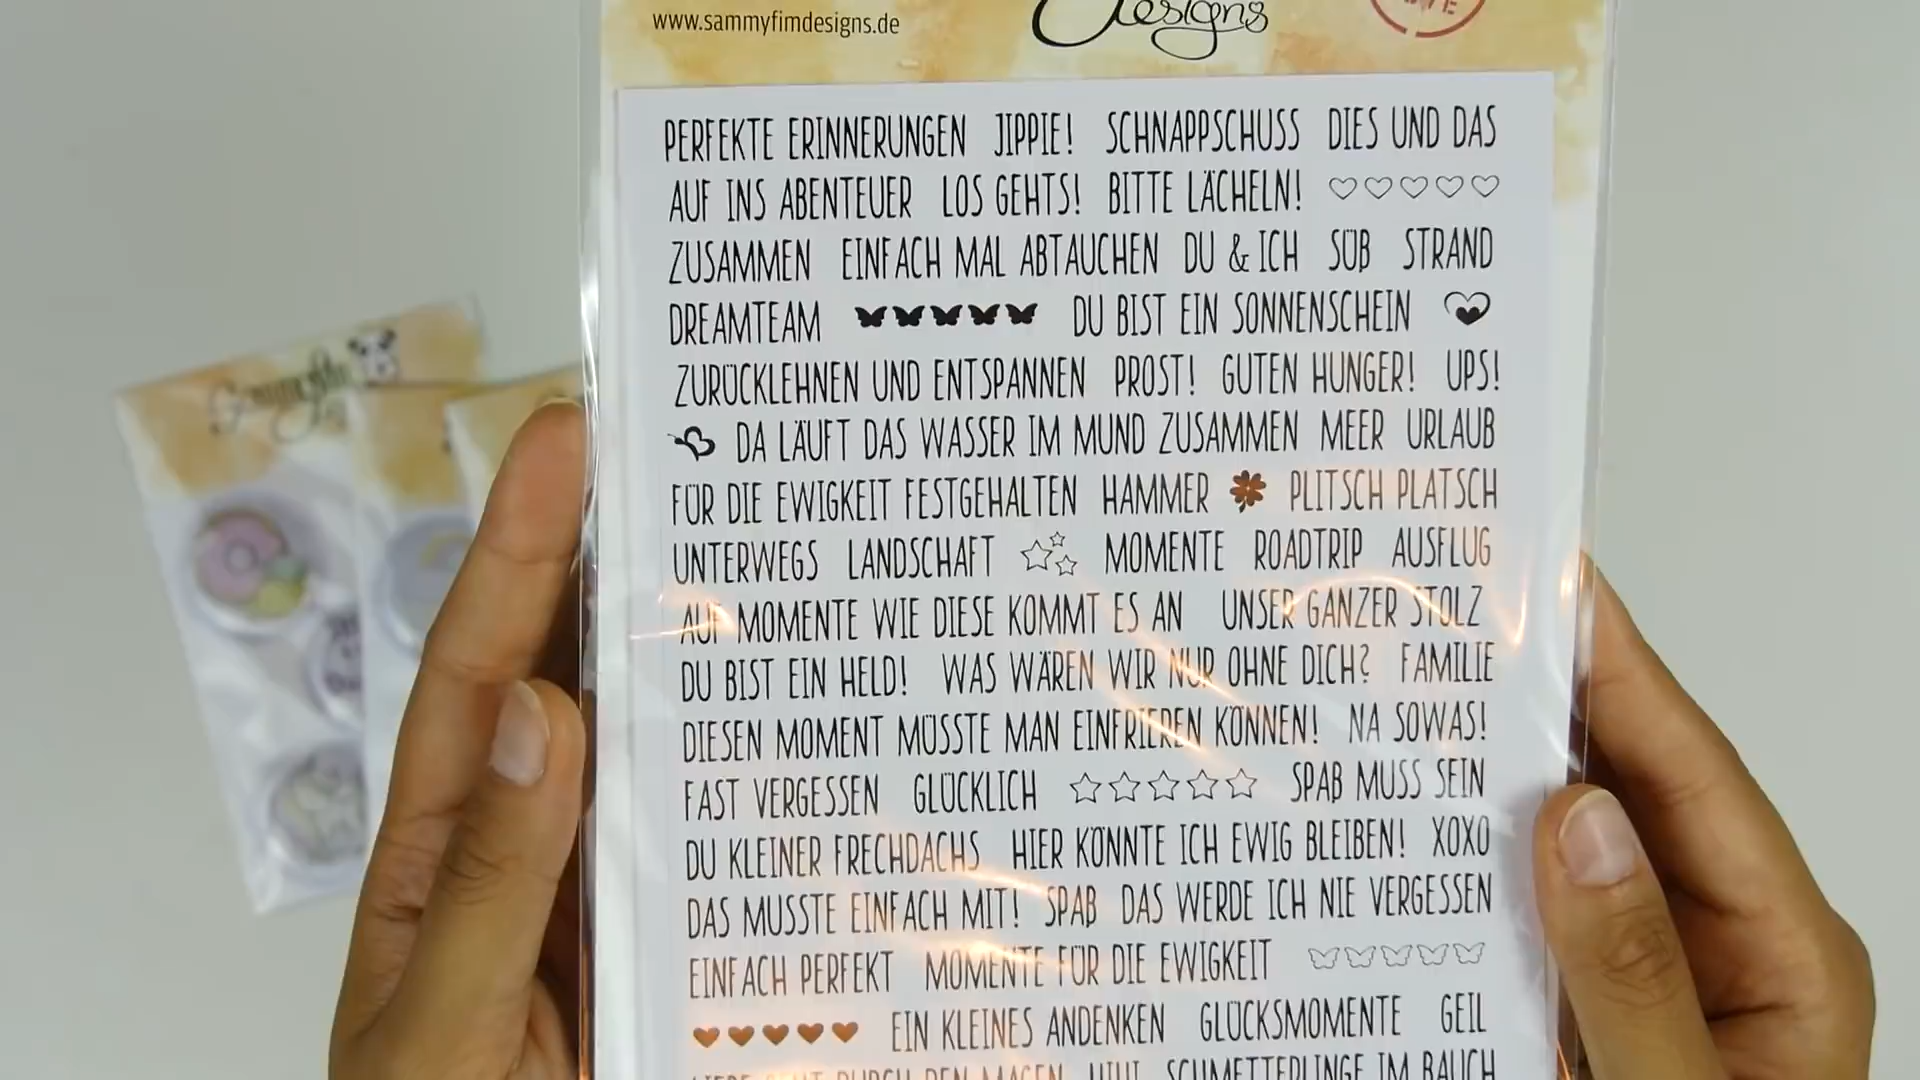 www.sammyfimdesigns.de
Designs
PERFEKTE ERINNERUNGEN JIPPIE! SCHNAPPSCHUSS DIES UND DAS
AUF INS ABENTEUER LOS GEHTS! BITTE LÄCHELN!
ZUSAMMEN EINFACH MAL ABTAUCHEN DU & ICH SÜß STRAND
DREAMTEAM DU BIST EIN SONNENSCHEIN
ZURÜCKLEHNEN UND ENTSPANNEN PROST! GUTEN HUNGER! UPS!
DA LÄUFT DAS WASSER IM MUND ZUSAMMEN MEER URLAUB
FÜR DIE EWIGKEIT FESTGEHALTEN HAMMER PLITSCH PLATSCH
UNTERWEGS LANDSCHAFT MOMENTE ROADTRIP AUSFLUG
AUF MOMENTE WIE DIESE KOMMT ES AN UNSER GANZER STOLZ
DU BIST EIN HELD! WAS WÄREN WIR NUR OHNE DICH? FAMILIE
DIESEN MOMENT MÜSSTE MAN EINFRIEREN KÖNNEN! NA SOWAS!
FAST VERGESSEN GLÜCKLICH SPAß MUSS SEIN
DU KLEINER FRECHDACHS HIER KÖNNTE ICH EWIG BLEIBEN! XOXO
DAS MUSSTE EINFACH MIT! SPAß DAS WERDE ICH NIE VERGESSEN
EINFACH PERFEKT MOMENTE FÜR DIE EWIGKEIT
EIN KLEINES ANDENKEN GLÜCKSMOMENTE GEIL
LIEBE GEHT DURCH DEN MAGEN SCHMETTERLINGE IM BAUCH